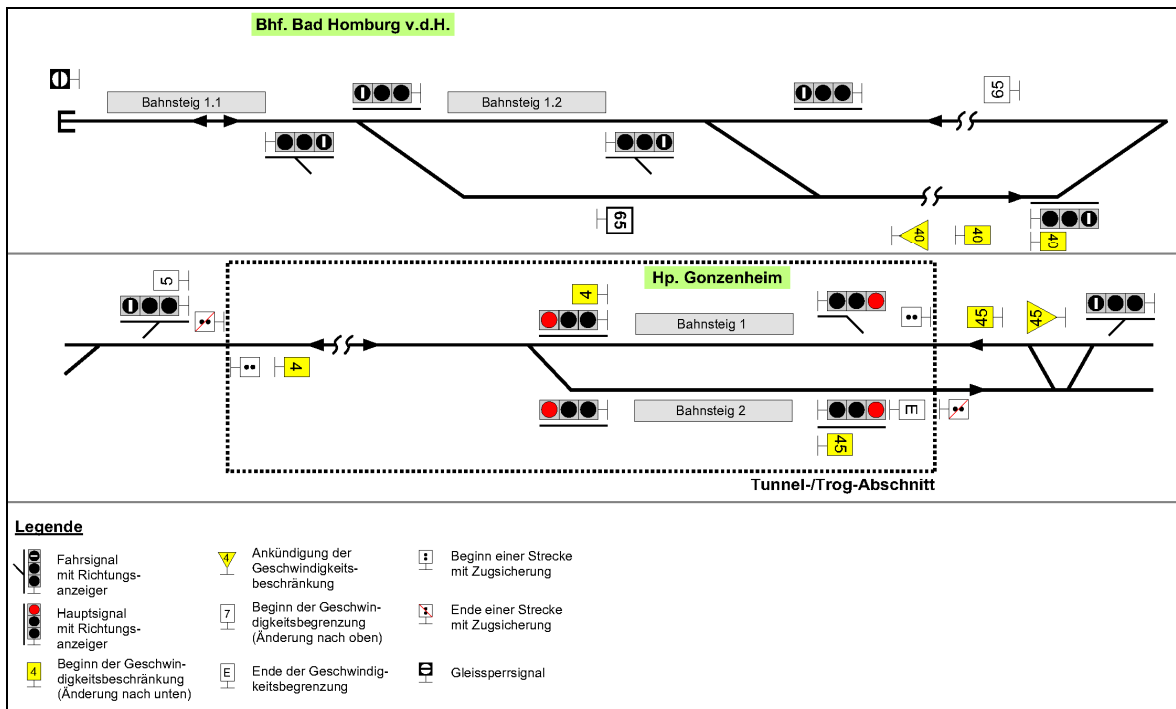 Bhf. Bad Homburg v.d.H.
Bahnsteig 1.1
Bahnsteig 1.2
65
65
40
40
40
5
Hp. Gonzenheim
4
Bahnsteig 1
45
45
4
Bahnsteig 2
E
45
Tunnel-/Trog-Abschnitt
Legende
Fahrsignal
mit Richtungs-
anzeiger
Hauptsignal
mit Richtungs-
anzeiger
4
Beginn der Geschwin-
digkeitsbeschränkung
(Änderung nach unten)
4
Ankündigung der
Geschwindigkeits-
beschränkung
7
Beginn der Geschwin-
digkeitsbegrenzung
(Änderung nach oben)
E
Ende der Geschwindig-
keitsbegrenzung
Beginn einer Strecke
mit Zugsicherung
Ende einer Strecke
mit Zugsicherung
Gleissperrsignal